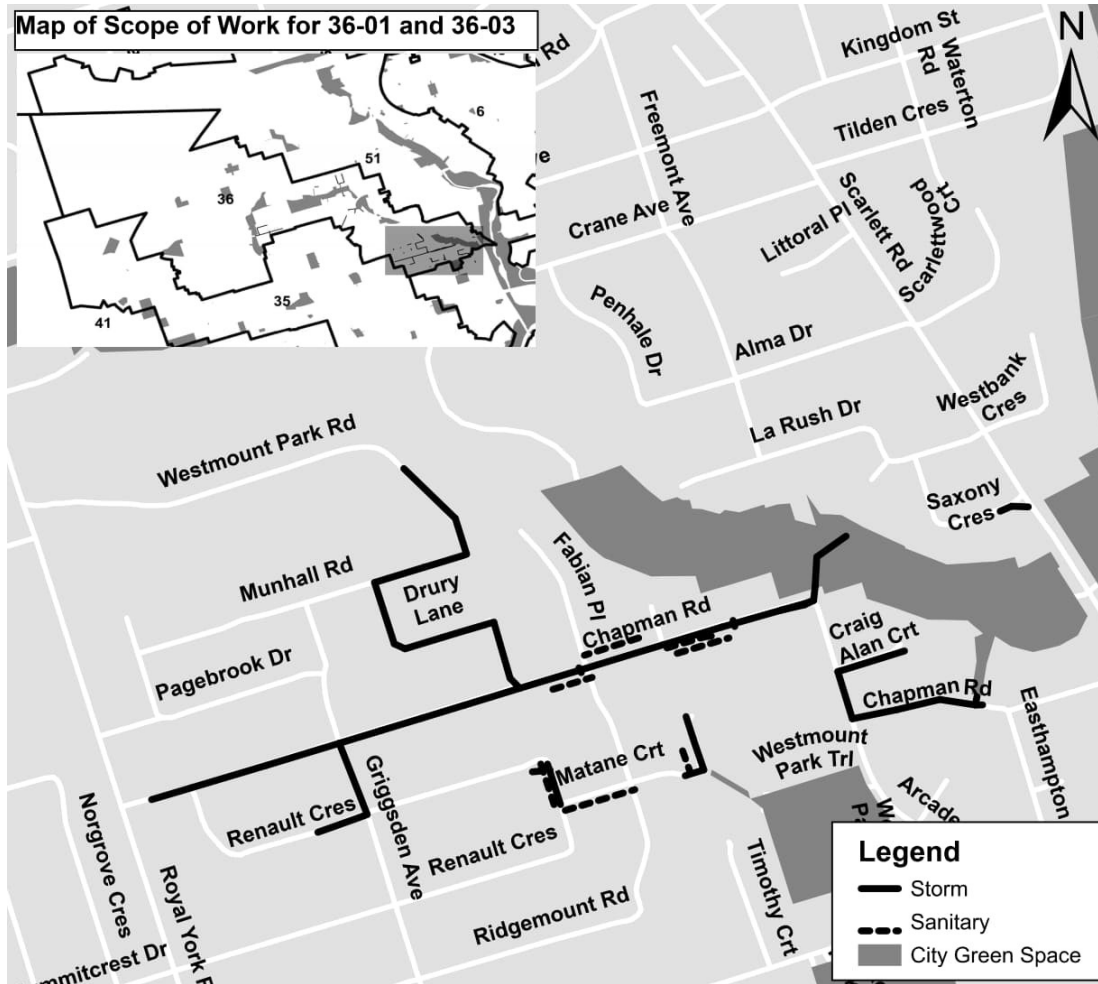 Map of Scope of Work for 36-01 and 36-03
Rd
Kingdom St
Waterton
Rd
N
6
51
36
35
41
Freemont Ave
Tilden Cres
Crane Ave
Scarlett Rd
Littoral Pl
Scarlettwood
Crt
Penhale Dr
Alma Dr
Westbank
Cres
La Rush Dr
Westmount Park Rd
Saxony
Cres
Fabian Pl
Munhall Rd
Drury
Lane
Chapman Rd
Craig
Alan Crt
Pagebrook Dr
Chapman Rd
Easthampton
Westmount
Park Trl
Matane Crt
Griggsden Ave
Norgrove Cres
Renault Cres
Renault Cres
Arcade
Royal York R
Timothy Crt
Ridgemount Rd
mmitcrest Dr
Legend
Storm
Sanitary
City Green Space